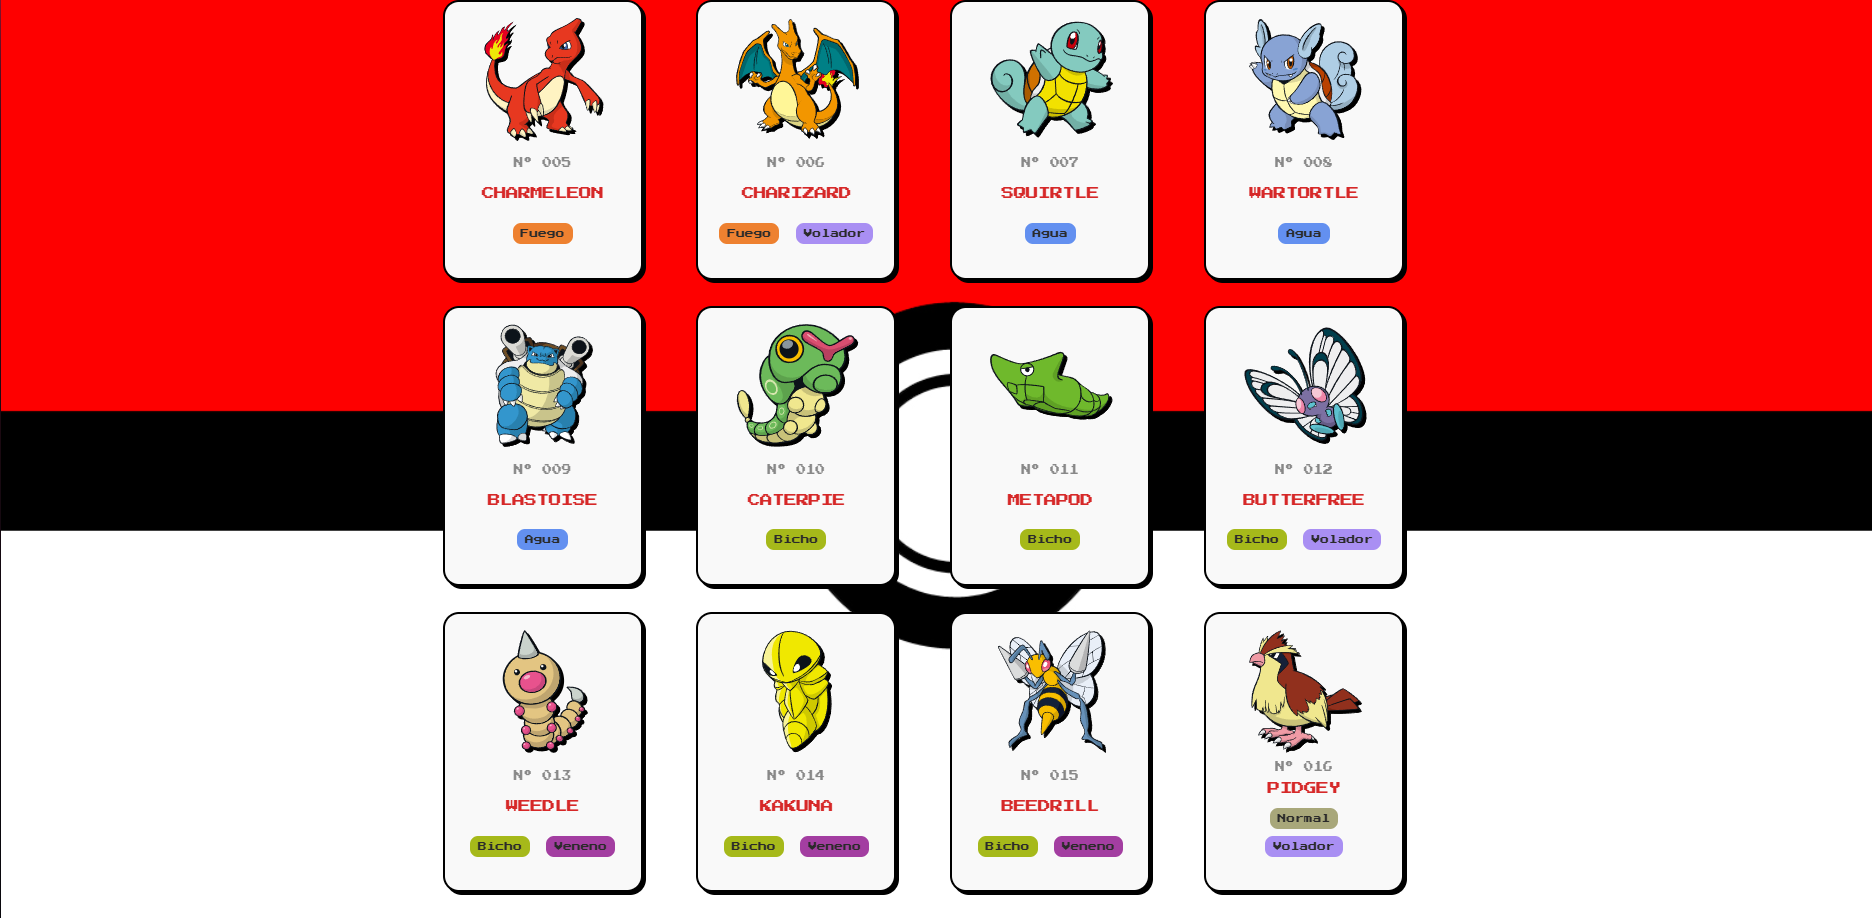 Nº 005
CHARMELEON
Fuego
Nº 006
CHARIZARD
Fuego Volador
Nº 007
SQUIRTLE
Agua
Nº 008
WARTORTLE
Agua
Nº 009
BLASTOISE
Agua
Nº 010
CATERPIE
Bicho
Nº 011
METAPOD
Bicho
Nº 012
BUTTERFREE
Bicho Volador
Nº 013
WEEDLE
Bicho Veneno
Nº 014
KAKUNA
Bicho Veneno
Nº 015
BEEDRILL
Bicho Veneno
Nº 016
PIDGEY
Normal
Volador